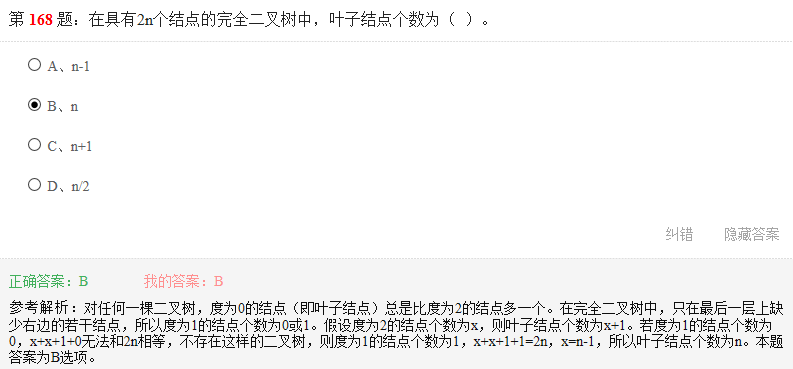 第 168 题：在具有2n个结点的完全二叉树中，叶子结点个数为（ ）。
A、n-1
B、n
C、n+1
D、n/2
纠错 隐藏答案
正确答案：B 我的答案：B
参考解析：对任何一棵二叉树，度为0的结点（即叶子结点）总是比度为2的结点多一个。在完全二叉树中，只在最后一层上缺
少右边的若干结点，所以度为1的结点个数为0或1。假设度为2的结点个数为x，则叶子结点个数为x+1。若度为1的结点个数为
0，x+x+1+0无法和2n相等，不存在这样的二叉树，则度为1的结点个数为1，x+x+1+1=2n，x=n-1，所以叶子结点个数为n。本题
答案为B选项。